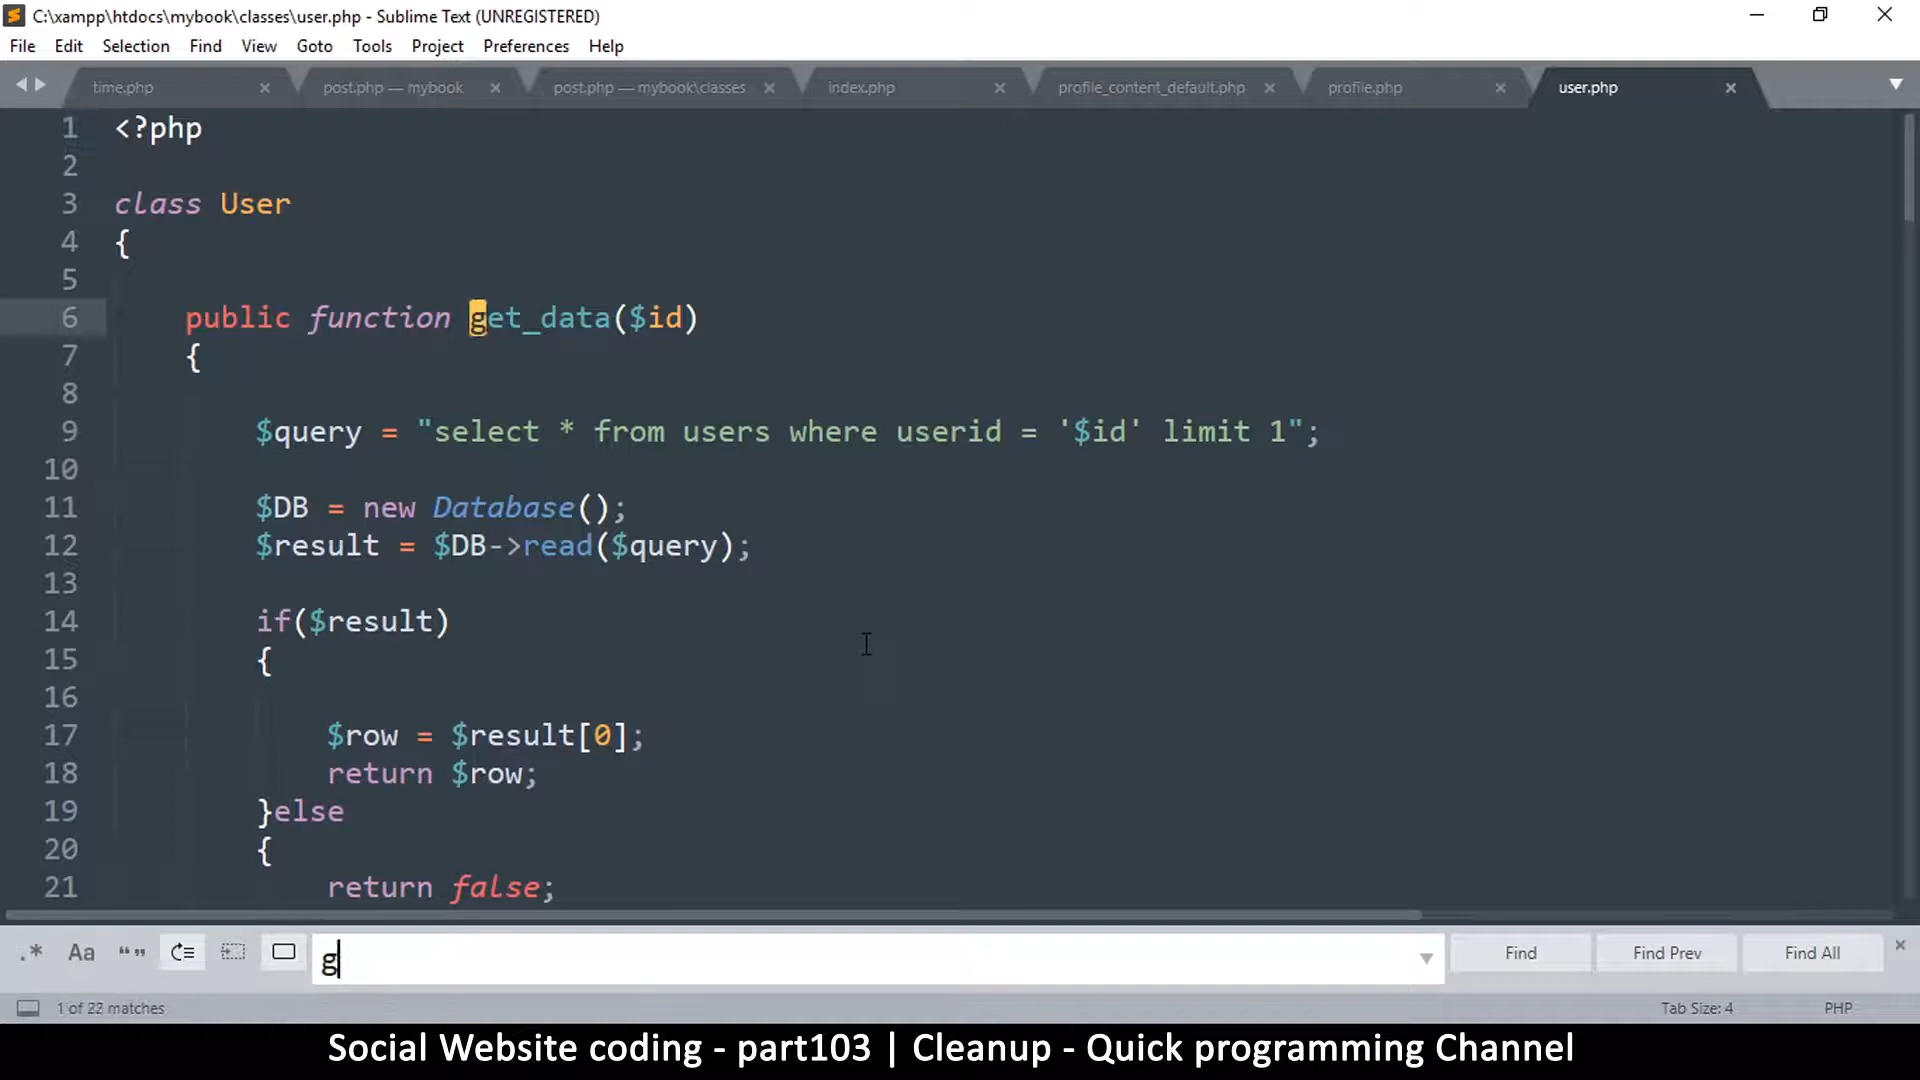 C:\xampp\htdocs\mybook\classes\user.php - Sublime Text (UNREGISTERED)
File Edit Selection Find View Goto Tools Project Preferences Help
time.php post.php — mybook post.php — mybook\classes index.php profile_content_default.php profile.php user.php
1 <?php
2
3 class User
4 {
5
6 public function get_data($id)
7 {
8
9 $query = "select * from users where userid = '$id' limit 1";
10
11 $DB = new Database();
12 $result = $DB->read($query);
13
14 if($result)
15 {
16
17 $row = $result[0];
18 return $row;
19 }else
20 {
21 return false;
.* Aa “” g Find Find Prev Find All
1 of 22 matches Tab Size: 4 PHP
Social Website coding - part103 | Cleanup - Quick programming Channel